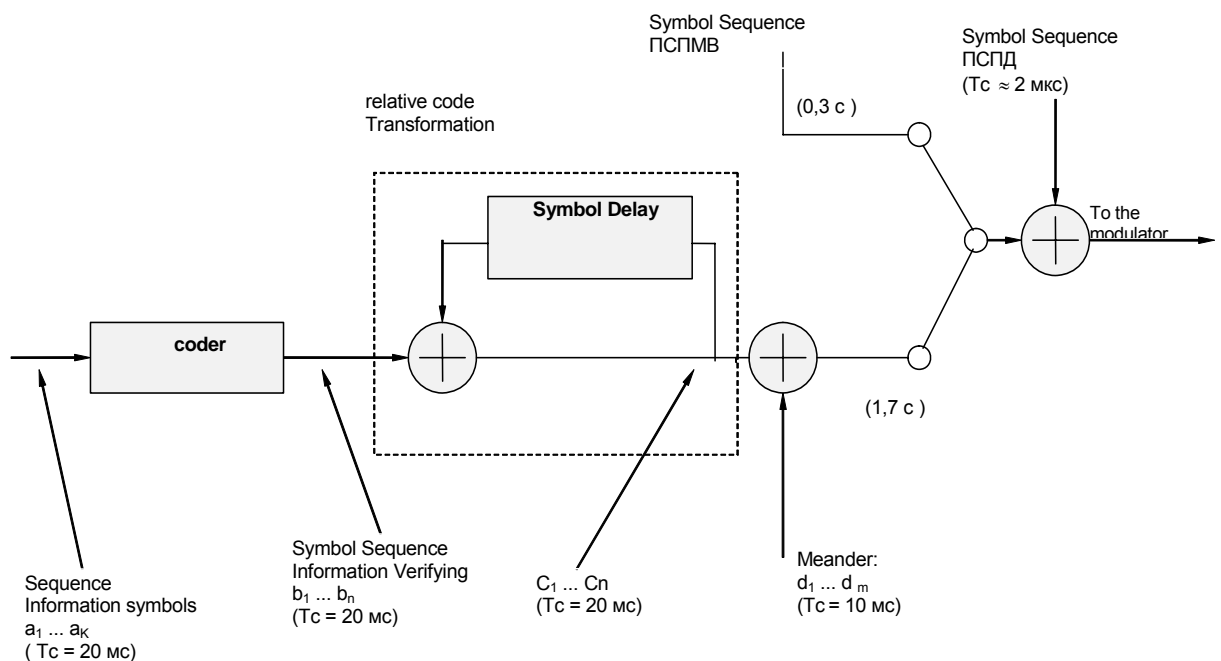 Symbol Sequence
ПСПМВ
Symbol Sequence
ПСПД
(Тс ≈ 2 мкс)
relative code
Transformation
(0,3 с )
Symbol Delay
To the
modulator
coder
(1,7 с )
Sequence
Information symbols
a1 ... aK
( Тс = 20 мс)
Symbol Sequence
Information Verifying
b1 ... bn
(Тс = 20 мс)
C1 ... Cn
(Тс = 20 мс)
Meander:
d1 ... d m
(Тс = 10 мс)